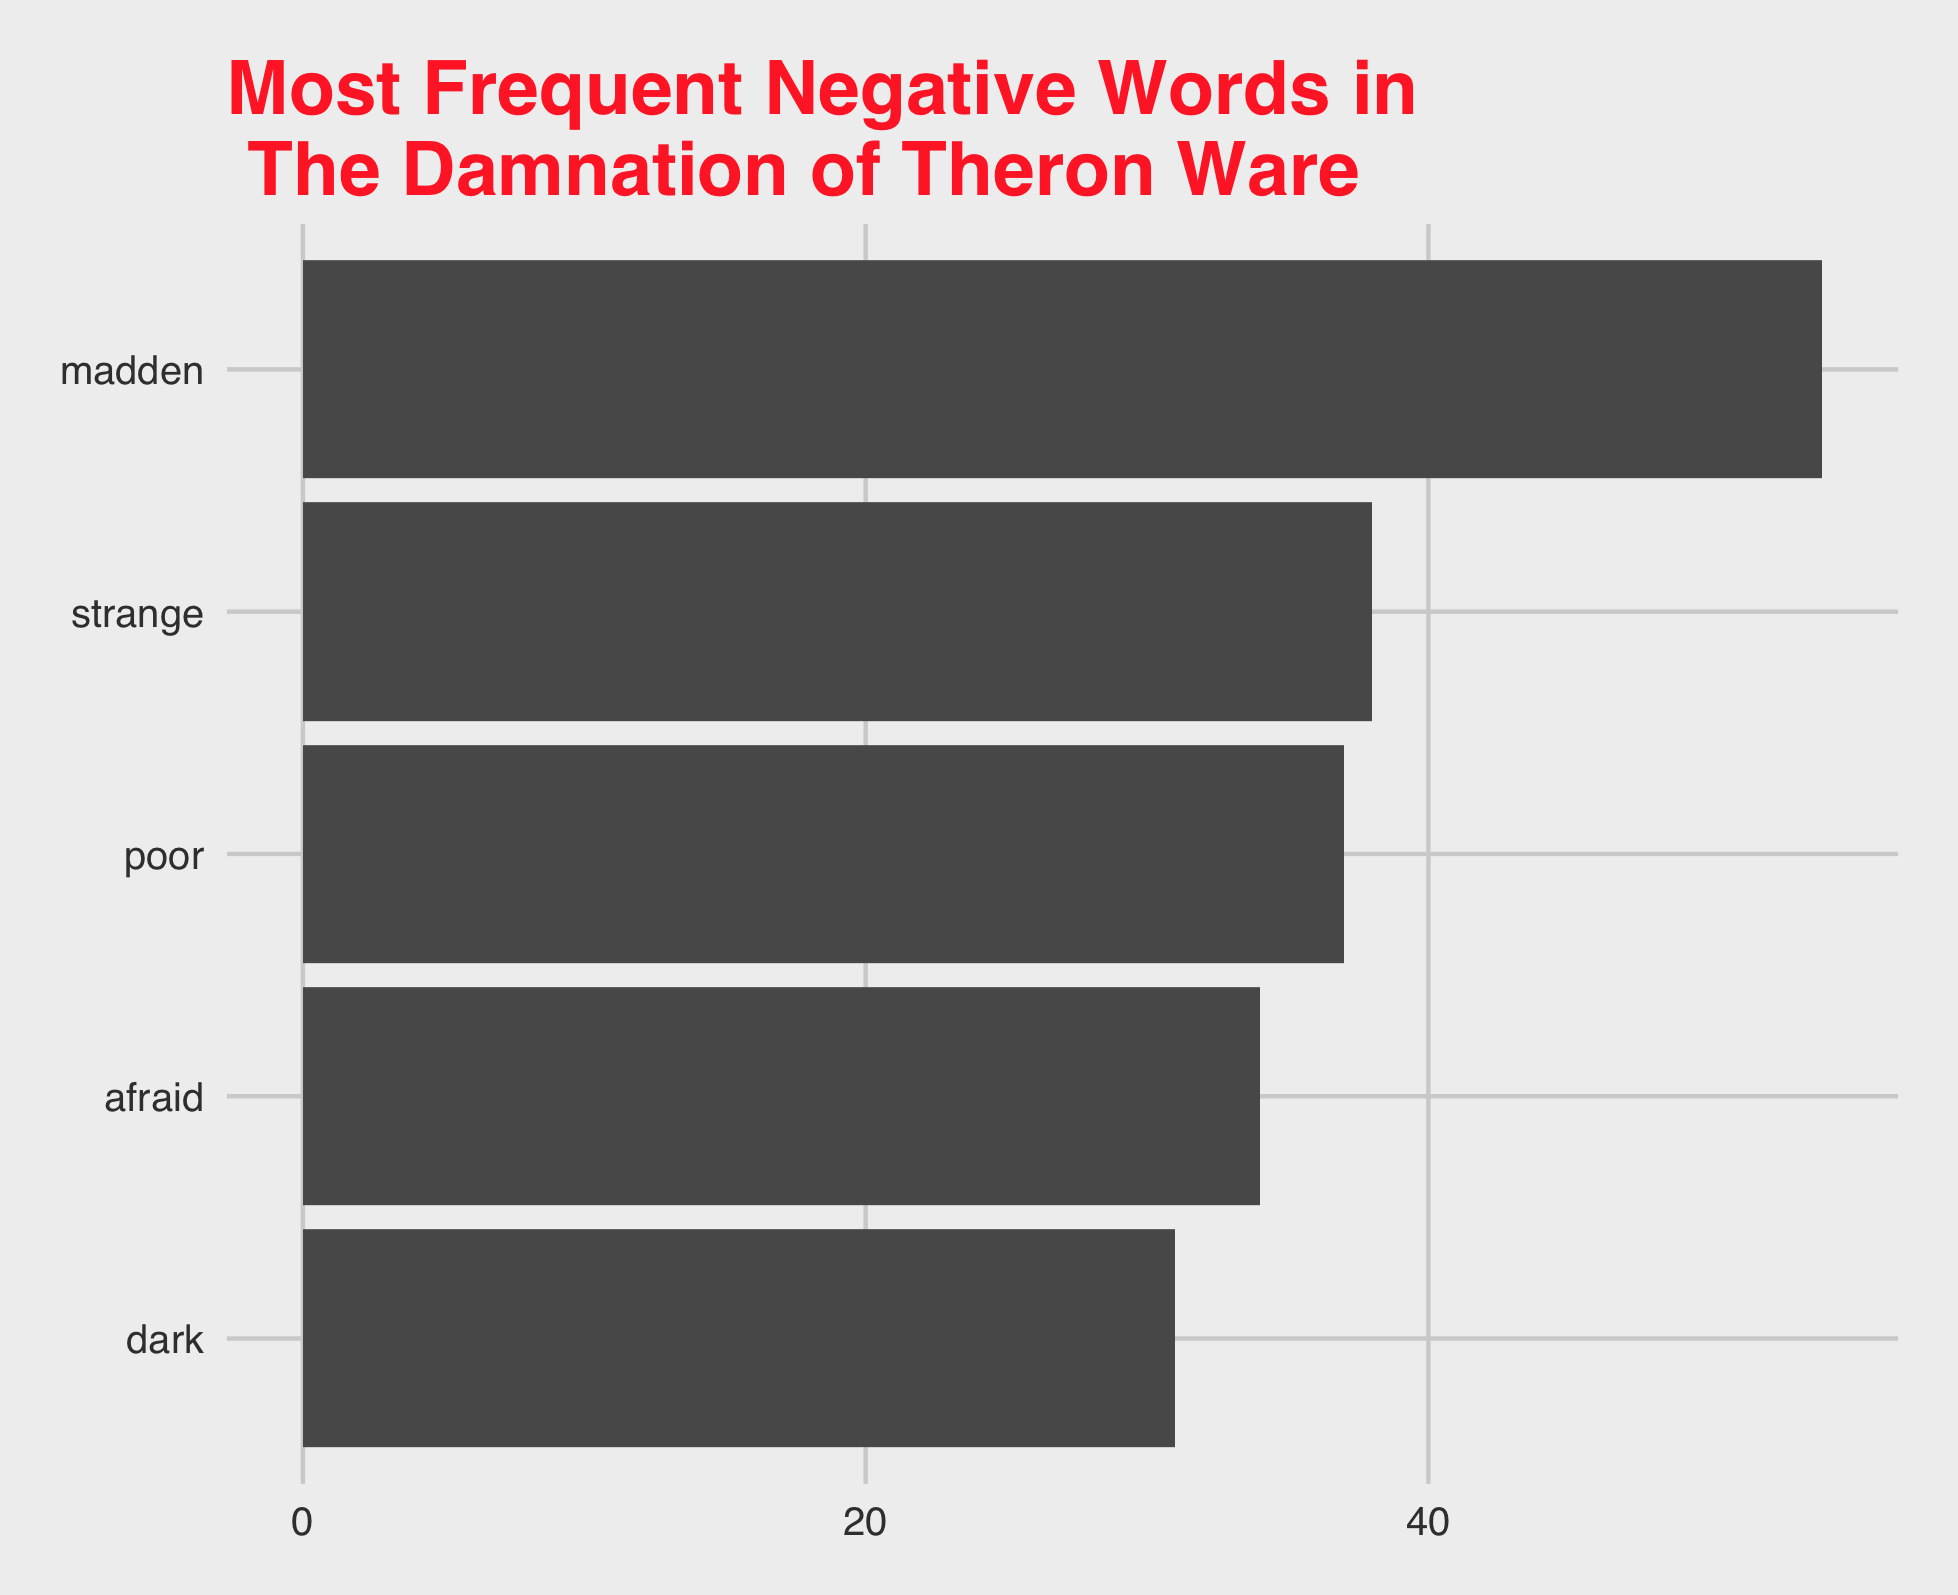 Most Frequent Negative Words in
The Damnation of Theron Ware
madden
strange
poor
afraid
dark
0 20 40